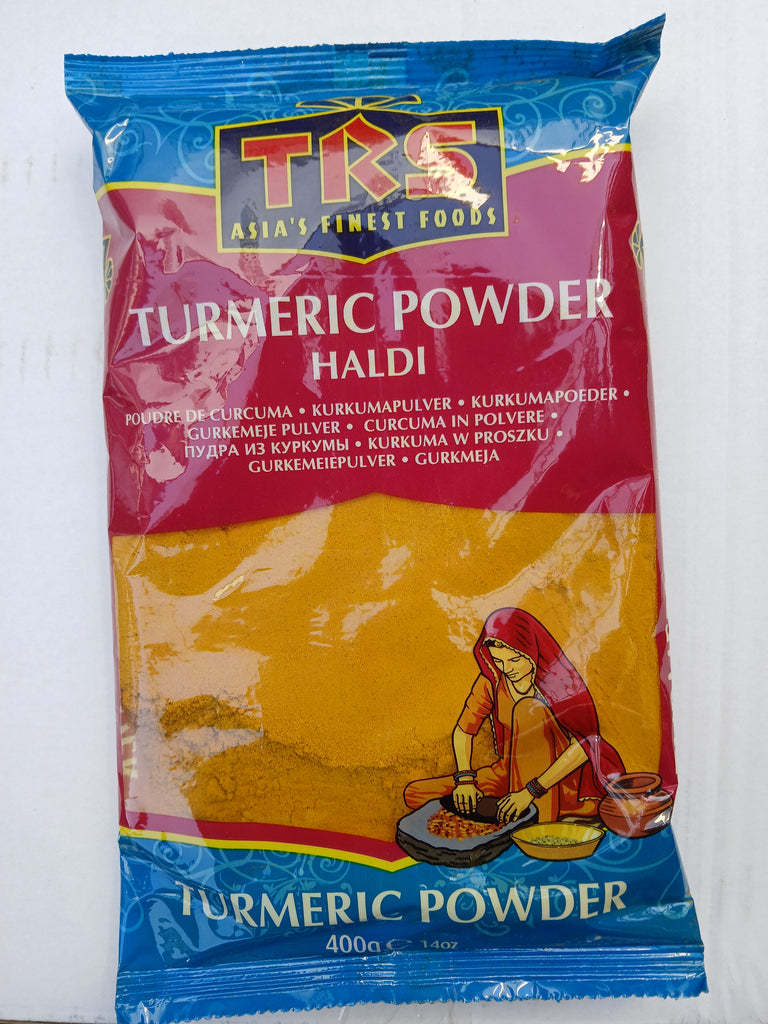 TRS
ASIA'S FINEST FOODS
TURMERIC POWDER
HALDI
POUDRE DE CURCUMA • KURKUMAPULVER • KURKUMAPOEDER •
GURKEMEJE PULVER • CURCUMA IN POLVERE •
ПУДРА ИЗ КУРКУМЫ • KURKUMA W PROSZKU •
GURKEMEIEPULVER • GURKMEJA
TURMERIC POWDER
400g ℮ 14oz